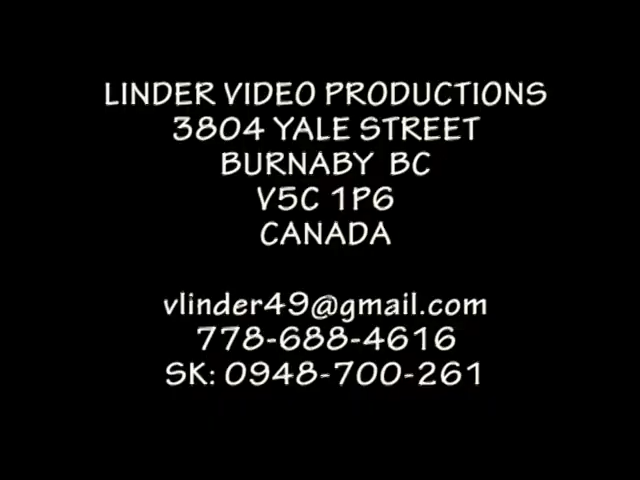 LINDER VIDEO PRODUCTIONS
3804 YALE STREET
BURNABY BC
V5C 1P6
CANADA
vlinder49@gmail.com
778-688-4616
SK: 0948-700-261